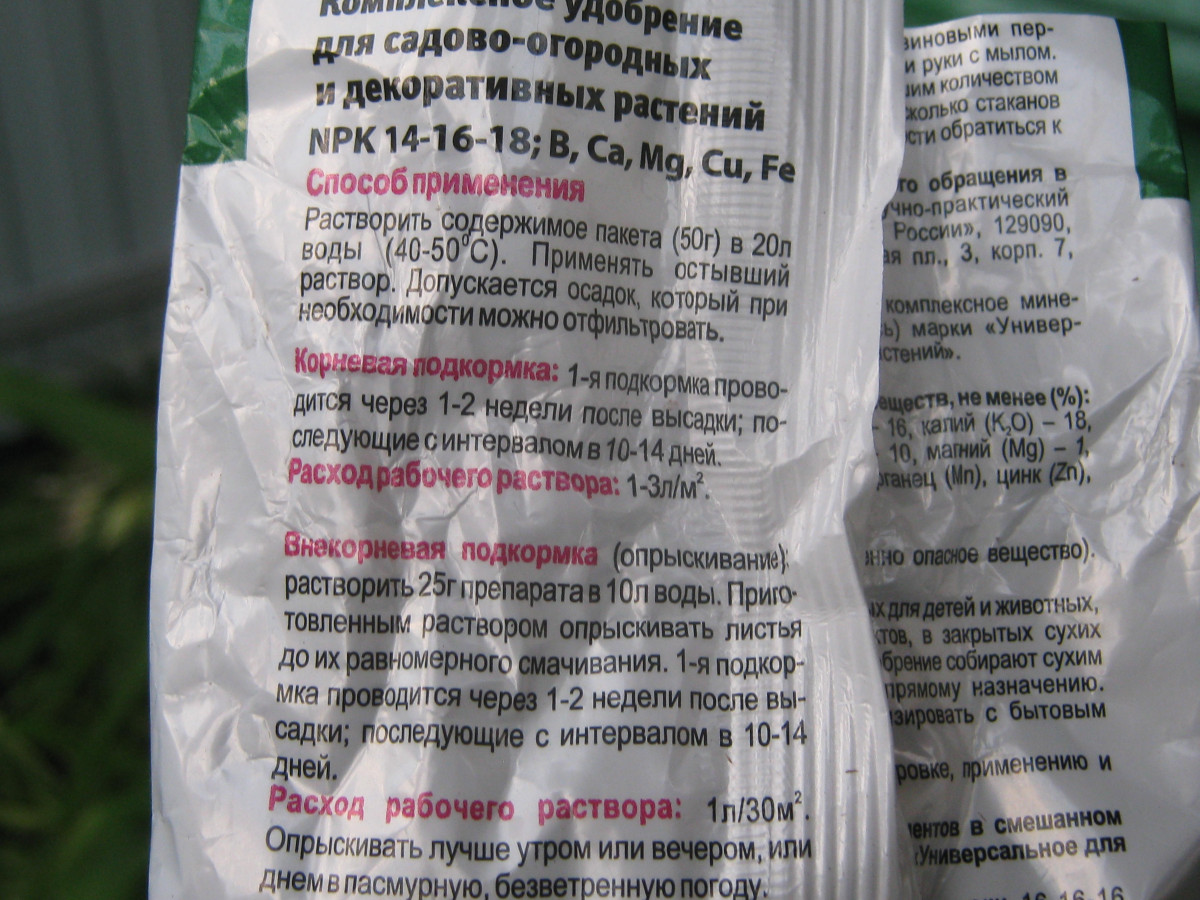 Комплексное удобрение
для садово-огородных
и декоративных растений
NPK 14-16-18; B, Ca, Mg, Cu, Fe
Способ применения
Растворить содержимое пакета (50г) в 20л
воды (40-50°С). Применять остывший
раствор. Допускается осадок, который при
необходимости можно отфильтровать.
Корневая подкормка: 1-я подкормка прово-
дится через 1-2 недели после высадки; по-
следующие с интервалом в 10-14 дней.
Расход рабочего раствора: 1-3л/м².
Внекорневая подкормка (опрыскивание):
растворить 25г препарата в 10л воды. Приго-
товленным раствором опрыскивать листья
до их равномерного смачивания. 1-я подкор-
мка проводится через 1-2 недели после вы-
садки; последующие с интервалом в 10-14
дней.
Расход рабочего раствора: 1л/30м².
Опрыскивать лучше утром или вечером, или
днем в пасмурную, безветренную погоду.
пер-
и руки с мылом.
количеством
стаканов
обратиться к
обращения в
практический
России», 129090,
пл., 3, корп. 7,
комплексное мине-
марки «Универ-
не менее (%):
16, калий (K₂O) – 18,
10, магний (Mg) – 1,
(Mn), цинк (Zn),
опасное вещество).
для детей и животных,
в закрытых сухих
собирают сухим
прямому назначению.
с бытовым
применению и
в смешанном
Универсальное для
16-16-16